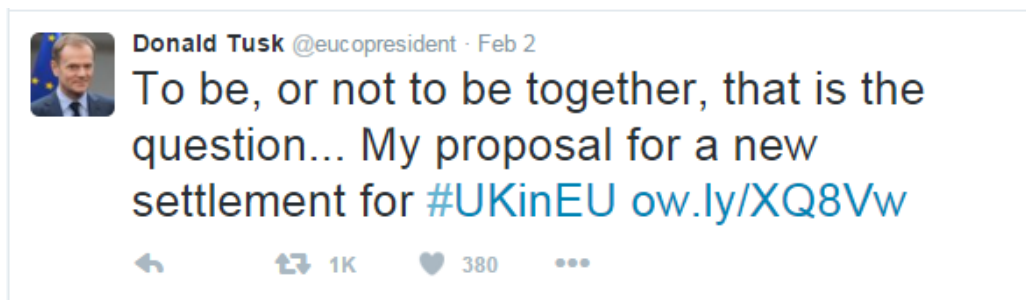 Donald Tusk @eucopresident · Feb 2
To be, or not to be together, that is the
question... My proposal for a new
settlement for #UKinEU ow.ly/XQ8Vw
1K 380